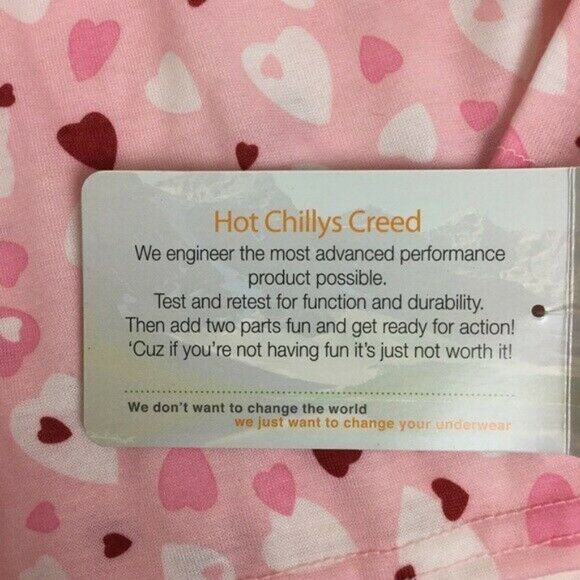 Hot Chillys Creed
We engineer the most advanced performance
product possible.
Test and retest for function and durability.
Then add two parts fun and get ready for action!
‘Cuz if you're not having fun it's just not worth it!
We don't want to change the world
we just want to change your underwear